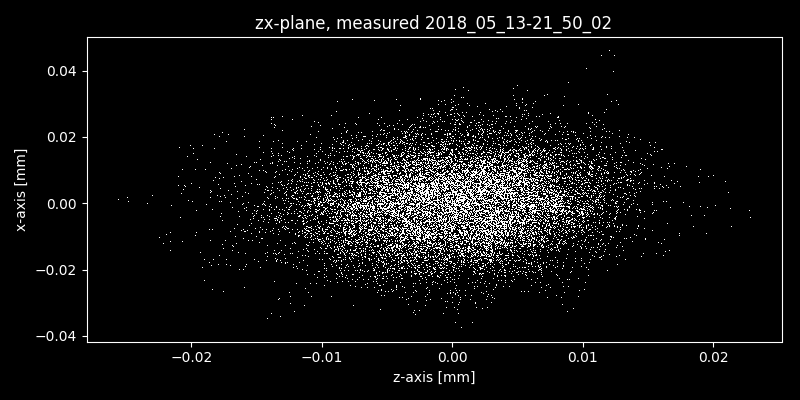 zx-plane, measured 2018_05_13-21_50_02
0.04
0.02
0.00
−0.02
−0.04
x-axis [mm]
−0.02 −0.01 0.00 0.01 0.02
z-axis [mm]